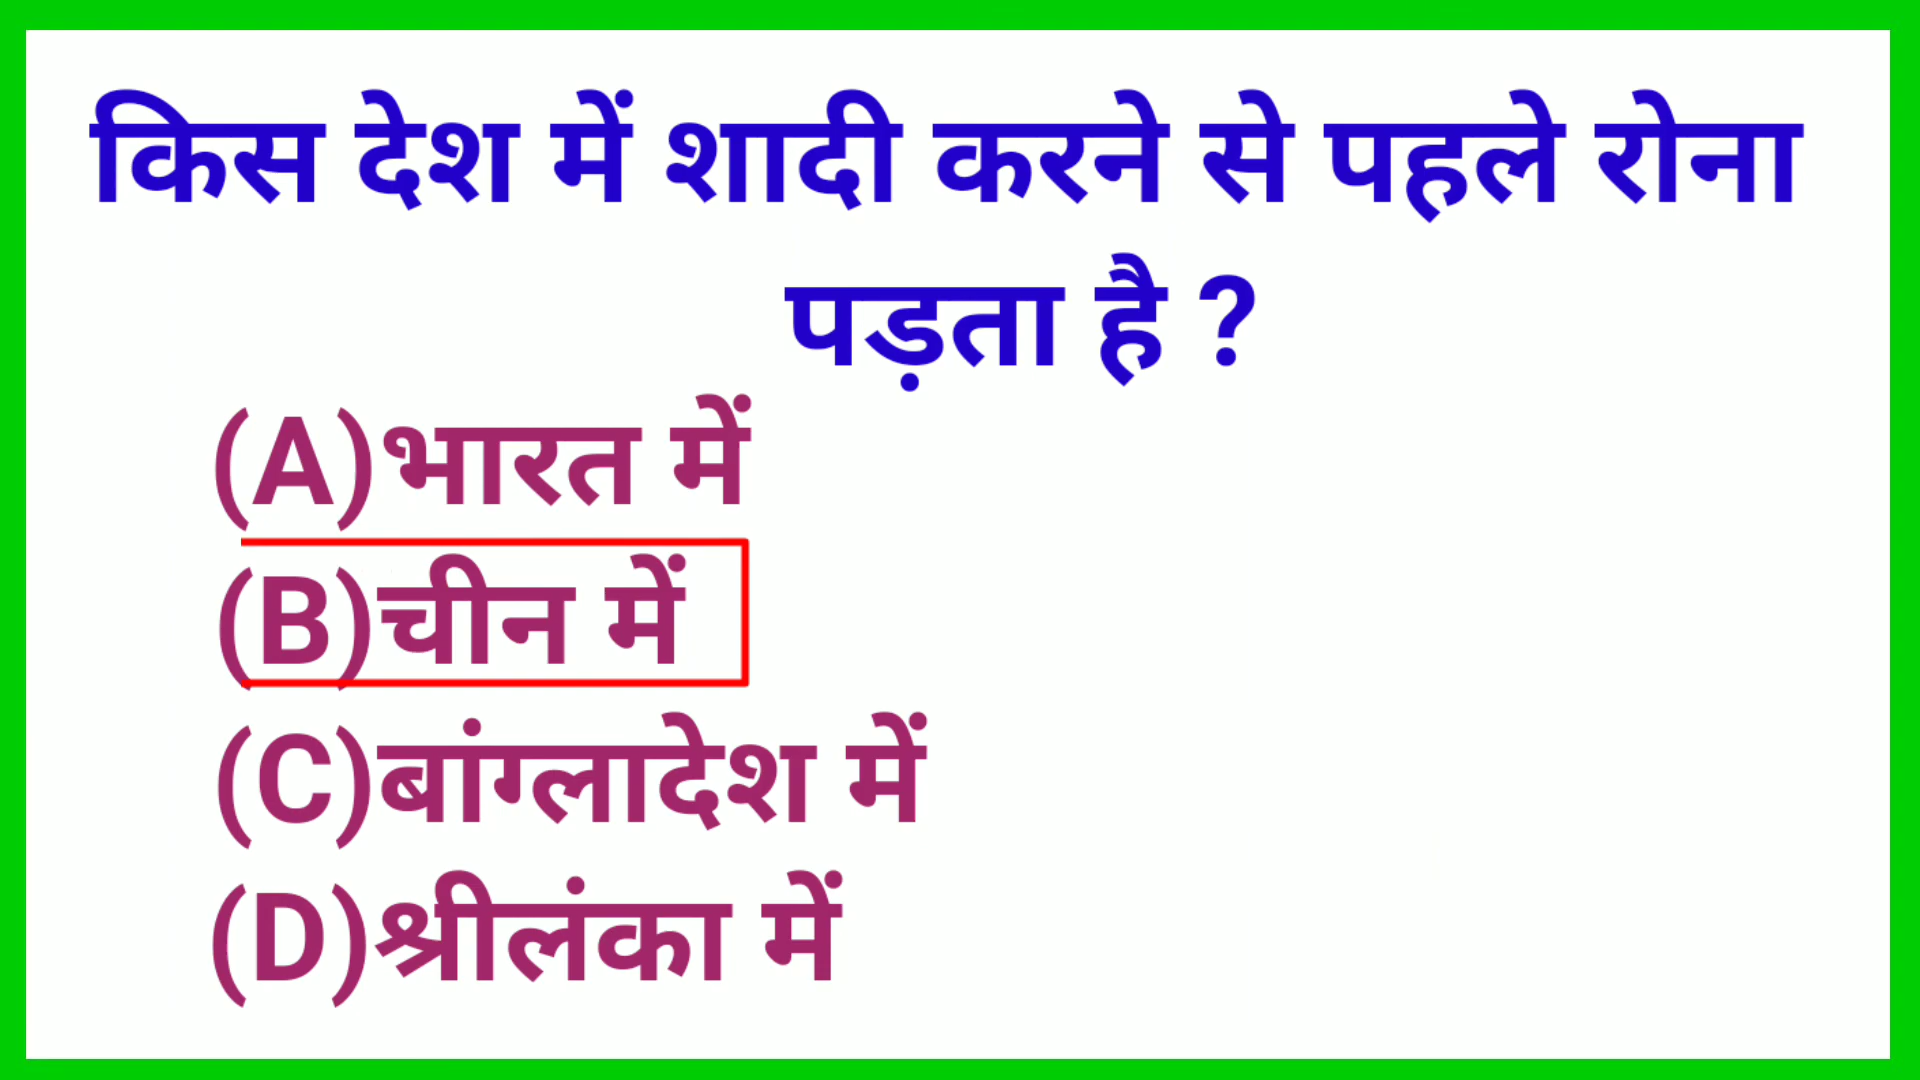 किस देश में शादी करने से पहले रोना
पड़ता है ?
(A)भारत में
(B)चीन में
(C)बांग्लादेश में
(D)श्रीलंका में